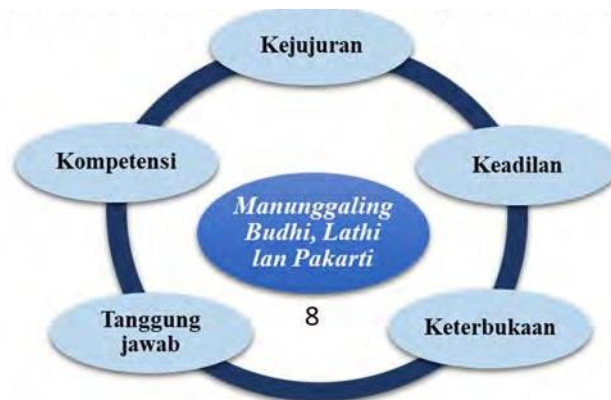 Kejujuran
Kompetensi
Keadilan
Manunggaling
Budhi, Lathi
lan Pakarti
Tanggung
jawab
8
Keterbukaan